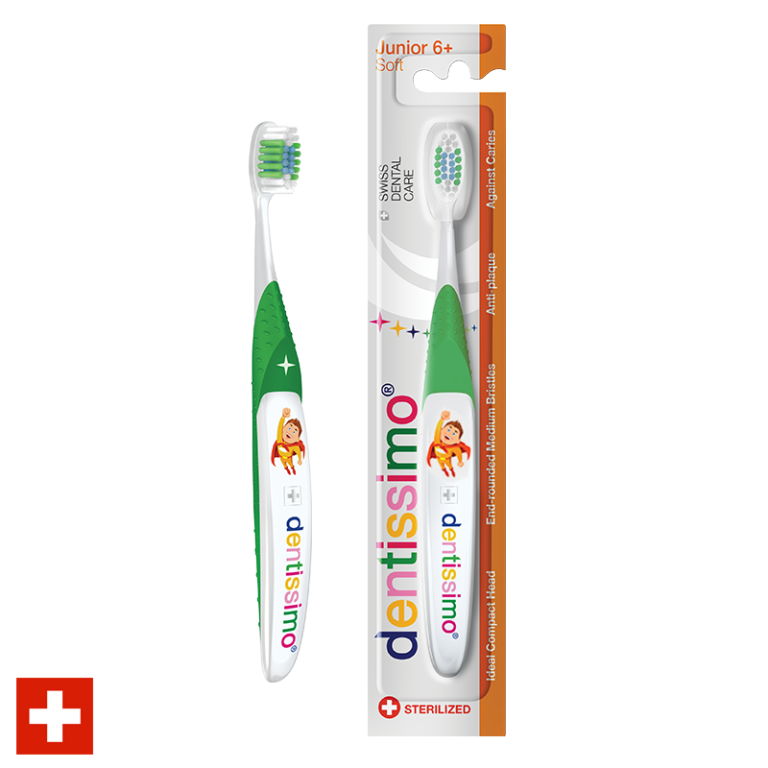 Junior 6+
Soft
SWISS
DENTAL
CARE
Against Caries
Anti-plaque
End-rounded Medium Bristles
Ideal Compact Head
dentissimo®
dentissimo®
dentissimo®
STERILIZED